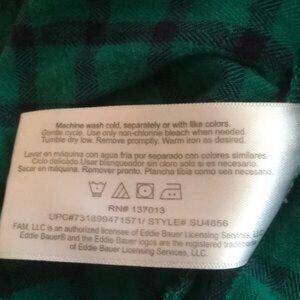 Machine wash cold, separately or with like colors.
Gentle cycle. Use only non-chlorine bleach when needed.
Tumble dry low. Remove promptly. Warm iron as desired.
Lavar en máquina con agua fría por separado con colores similares.
Ciclo delicado. Usar blanqueador sin cloro solo si es necesario.
Secar en máquina. Remover pronto. Plancha tibia como sea necesario.
RN# 137013
UPC#731899471571/ STYLE# SU4856
FAM, LLC is an authorized licensee of Eddie Bauer Licensing Services, LLC.
Eddie Bauer® and the Eddie Bauer logos are the registered trademarks
of Eddie Bauer Licensing Services, LLC